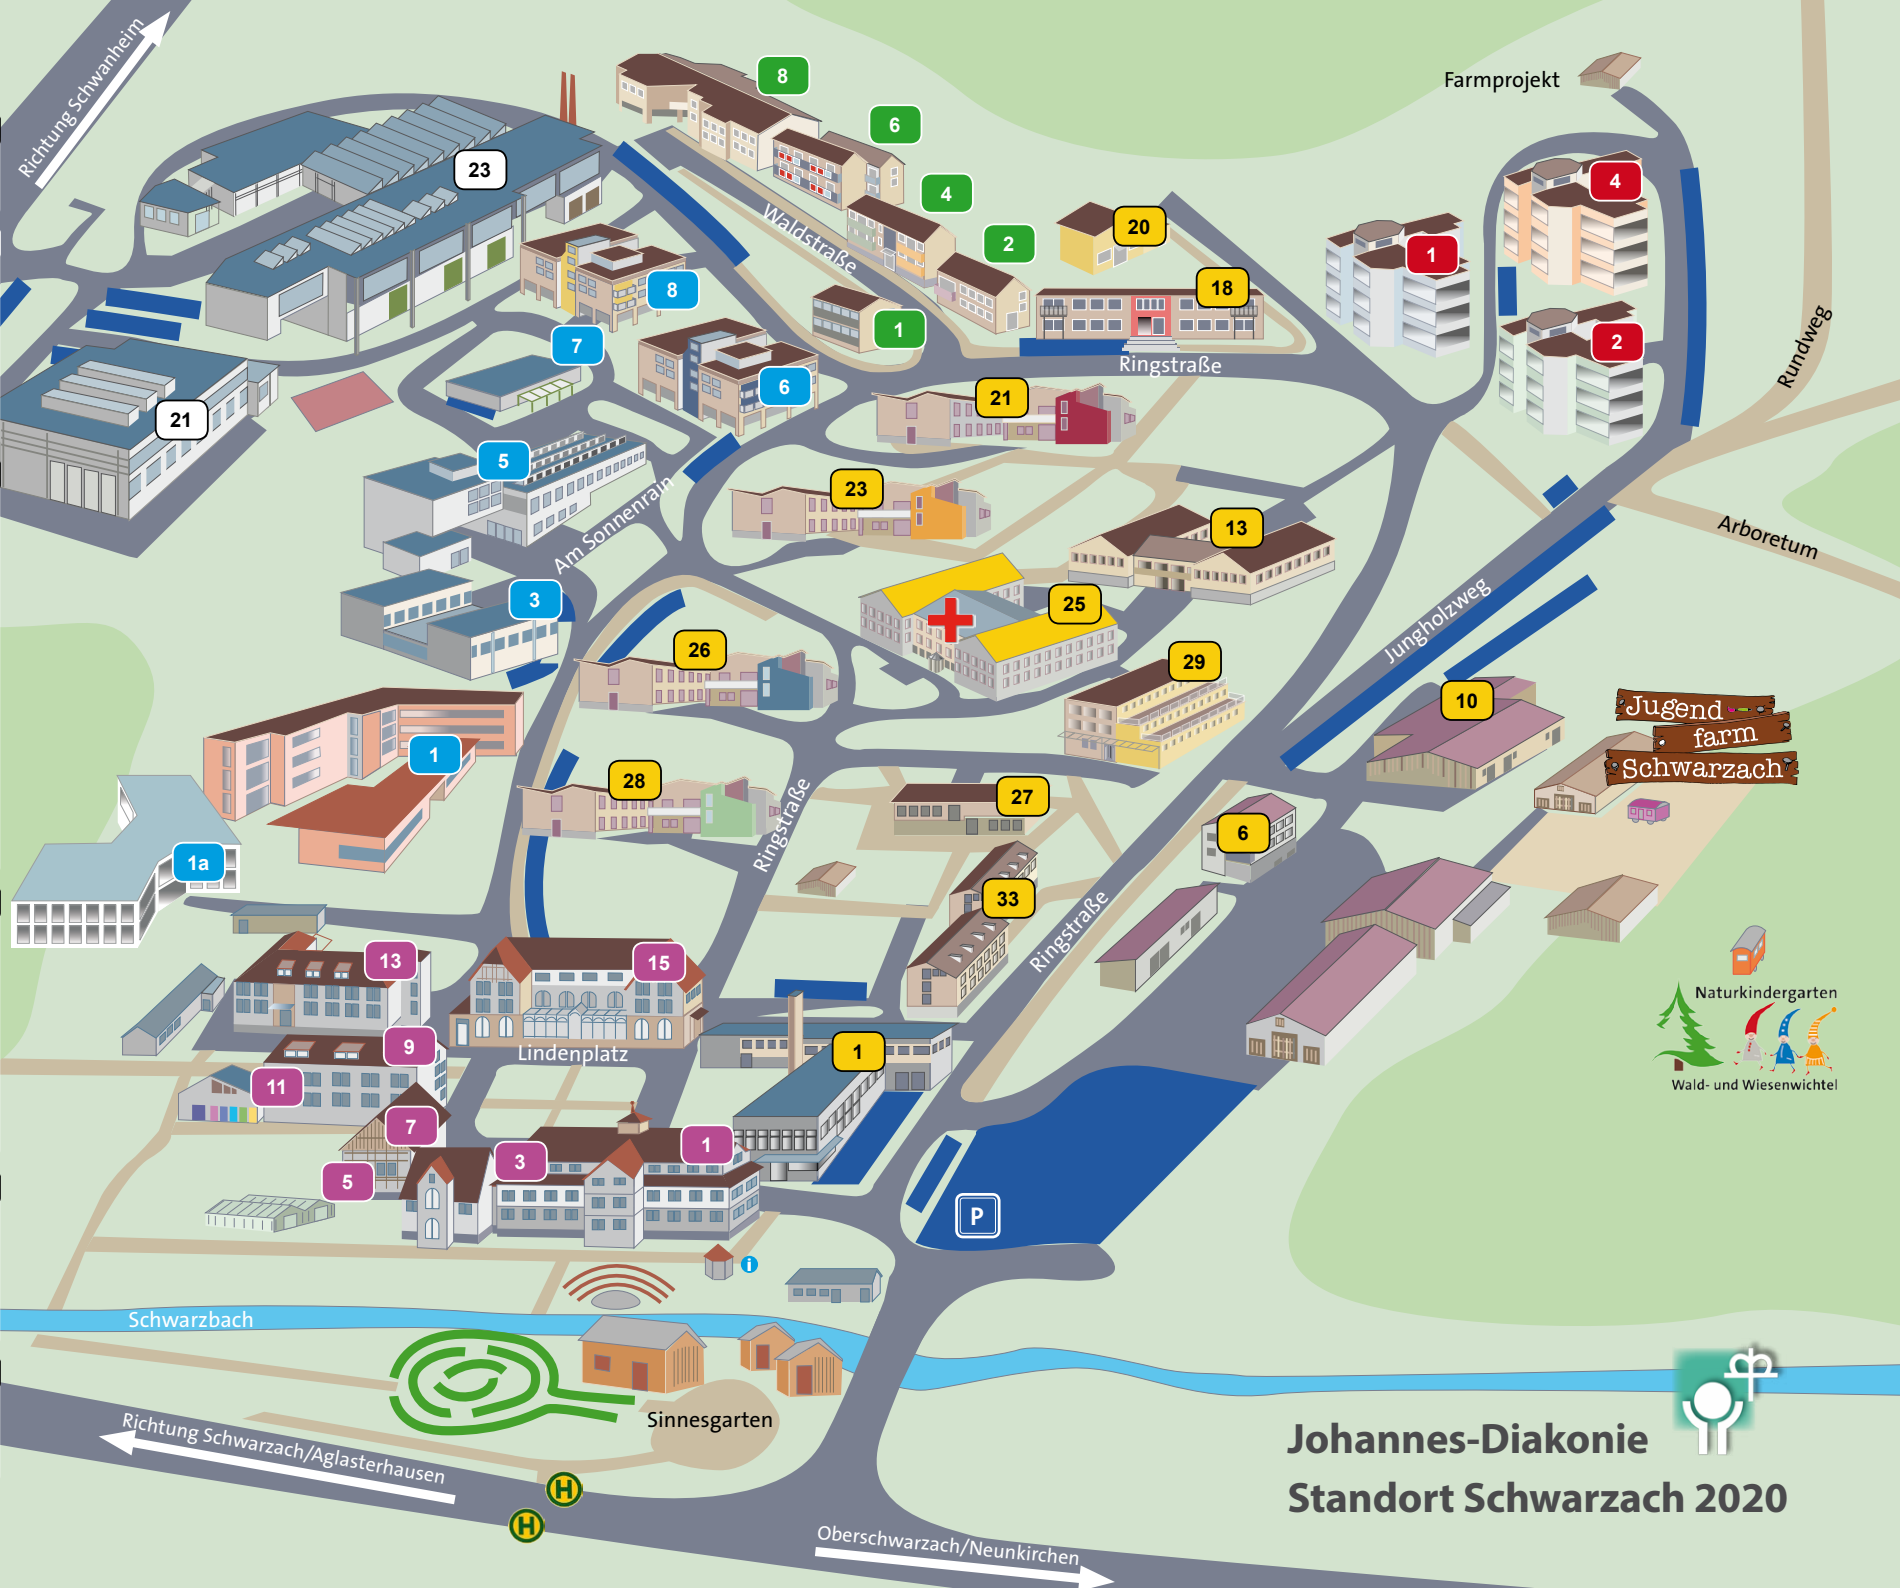 Richtung Schwanheim
8
6
4
2
1
Waldstraße
23
8
7
6
21
5
Am Sonnenrain
3
20
18
Ringstraße
21
23
13
25
26
29
28
27
Ringstraße
33
Ringstraße
6
10
Farmprojekt
4
1
2
Rundweg
Arboretum
Jungholzweg
Jugend
farm
Schwarzach
1
1a
13
15
9
Lindenplatz
11
7
5
3
1
1
P
i
Naturkindergarten
Wald- und Wiesenwichtel
Schwarzbach
Sinnesgarten
Richtung Schwarzach/Aglasterhausen
H
H
Oberschwarzach/Neunkirchen
Johannes-Diakonie
Standort Schwarzach 2020